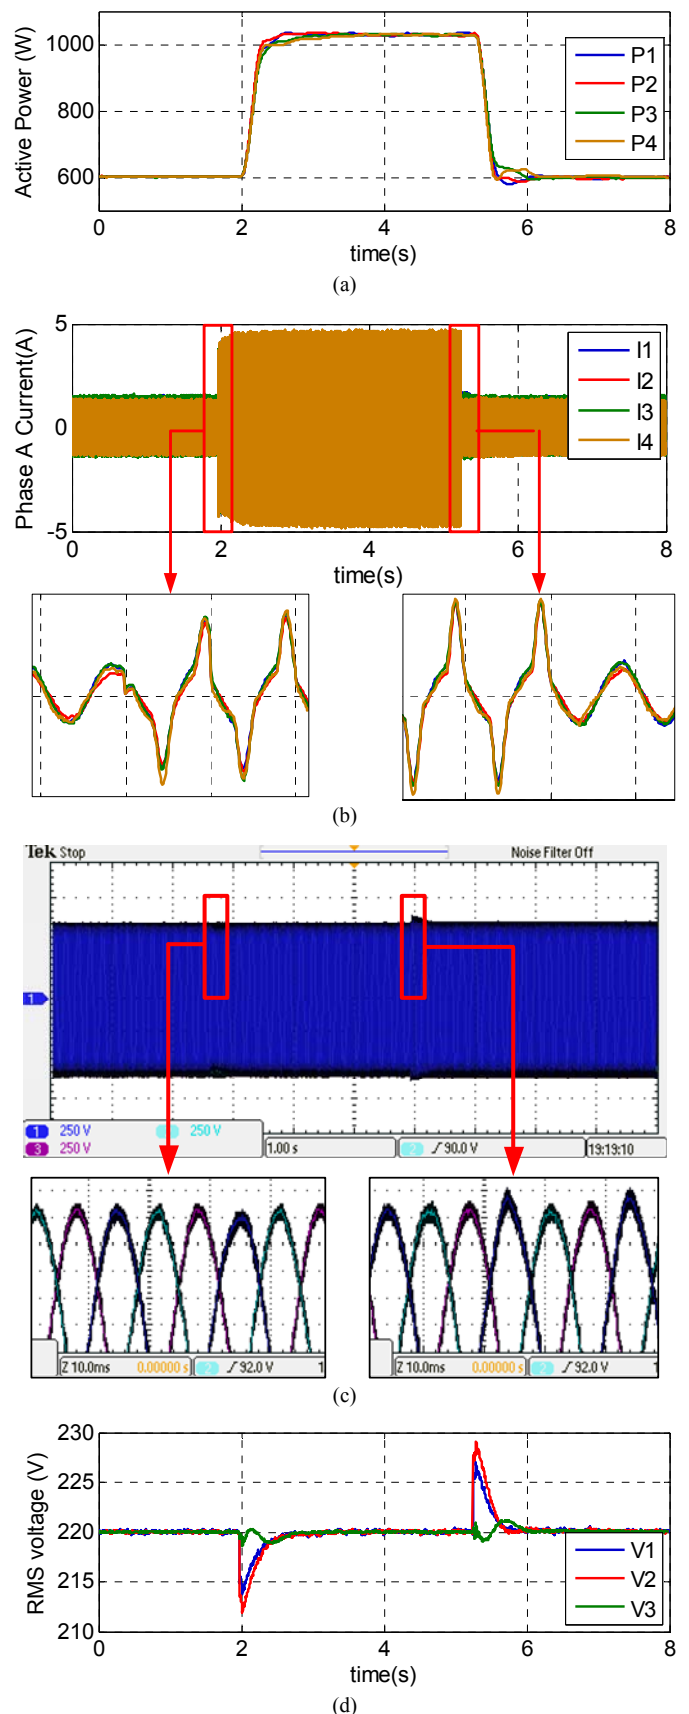 1000
800
600
Active Power (W)
P1
P2
P3
P4
0
2
4
6
8
time(s)
(a)
5
0
-5
Phase A Current(A)
I1
I2
I3
I4
0
2
4
6
8
time(s)
(b)
Tek Stop
Noise Filter Off
1
1 250 V 250 V
3 250 V
1.00 s
2 90.0 V
19:19:10
Z 10.0ms 0.00000 s 2 92.0 V 1
Z 10.0ms 0.00000 s 2 92.0 V 1
(c)
230
225
220
215
210
RMS voltage (V)
V1
V2
V3
0
2
4
6
8
time(s)
(d)